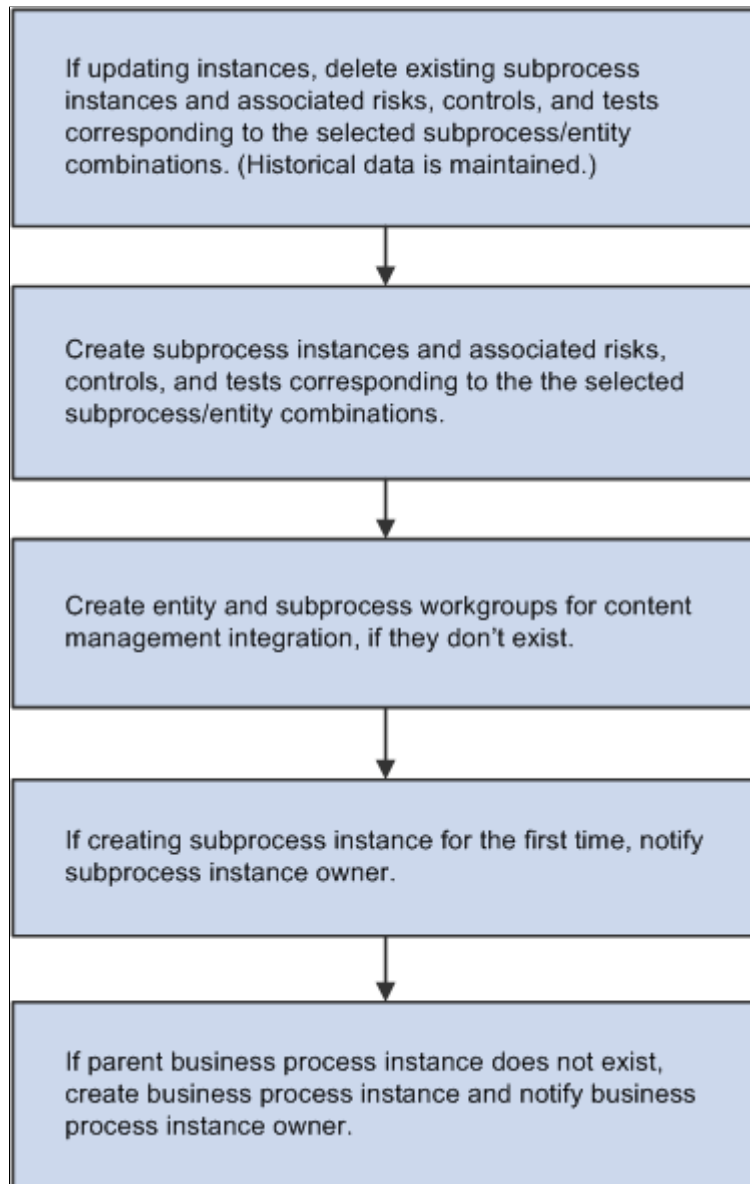 If updating instances, delete existing subprocess
instances and associated risks, controls, and tests
corresponding to the selected subprocess/entity
combinations. (Historical data is maintained.)
Create subprocess instances and associated risks,
controls, and tests corresponding to the the selected
subprocess/entity combinations.
Create entity and subprocess workgroups for content
management integration, if they don’t exist.
If creating subprocess instance for the first time, notify
subprocess instance owner.
If parent business process instance does not exist,
create business process instance and notify business
process instance owner.